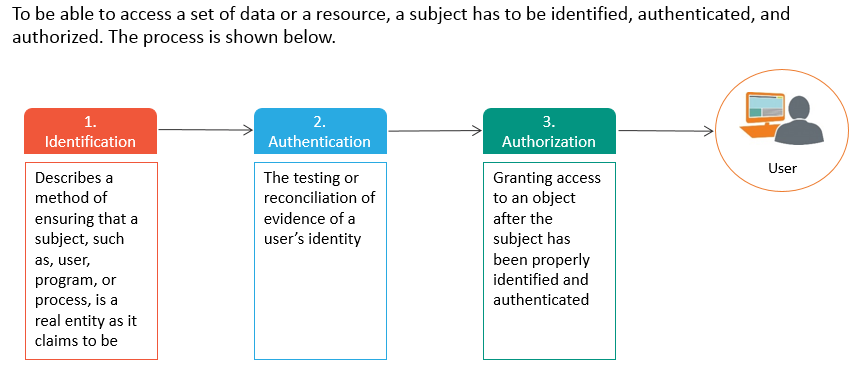 To be able to access a set of data or a resource, a subject has to be identified, authenticated, and
authorized. The process is shown below.
1.
Identification
Describes a
method of
ensuring that a
subject, such
as, user,
program, or
process, is a
real entity as it
claims to be
2.
Authentication
The testing or
reconciliation of
evidence of a
user’s identity
3.
Authorization
Granting access
to an object
after the
subject has
been properly
identified and
authenticated
User